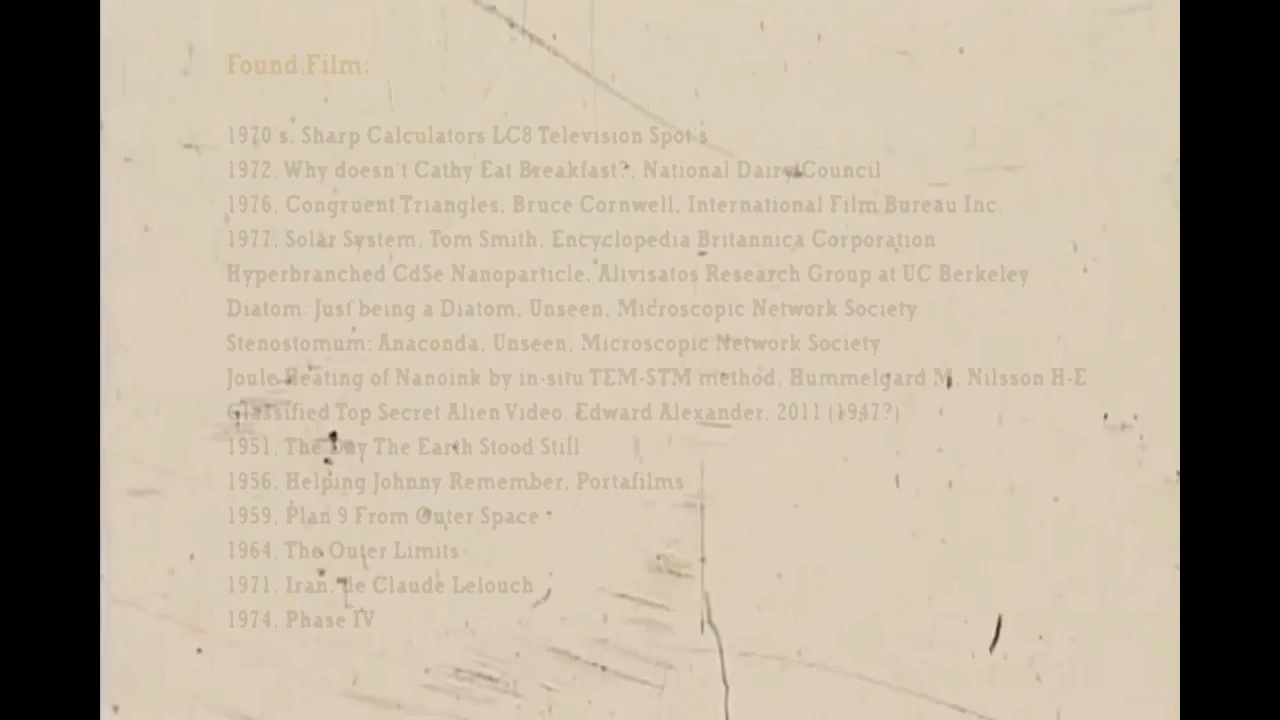 Found Film:
1970's. Sharp Calculators LC8 Television Spot's
1972. Why doesn't Cathy Eat Breakfast?. National Dairy Council
1976. Congruent Triangles. Bruce Cornwell. International Film Bureau Inc.
1977. Solar System. Tom Smith. Encyclopedia Britannica Corporation
Hyperbranched CdSe Nanoparticle. Alivisatos Research Group at UC Berkeley
Diatom: Just being a Diatom. Unseen. Microscopic Network Society
Stenostomum: Anaconda. Unseen. Microscopic Network Society
Joule Heating of Nanoink by in-situ TEM-STM method. Hummelgard M. Nilsson H-E
Classified Top Secret Alien Video. Edward Alexander. 2011 (1947?)
1951. The Day The Earth Stood Still
1956. Helping Johnny Remember. Portafilms
1959. Plan 9 From Outer Space
1964. The Outer Limits
1971. Iran. de Claude Lelouch
1974. Phase IV